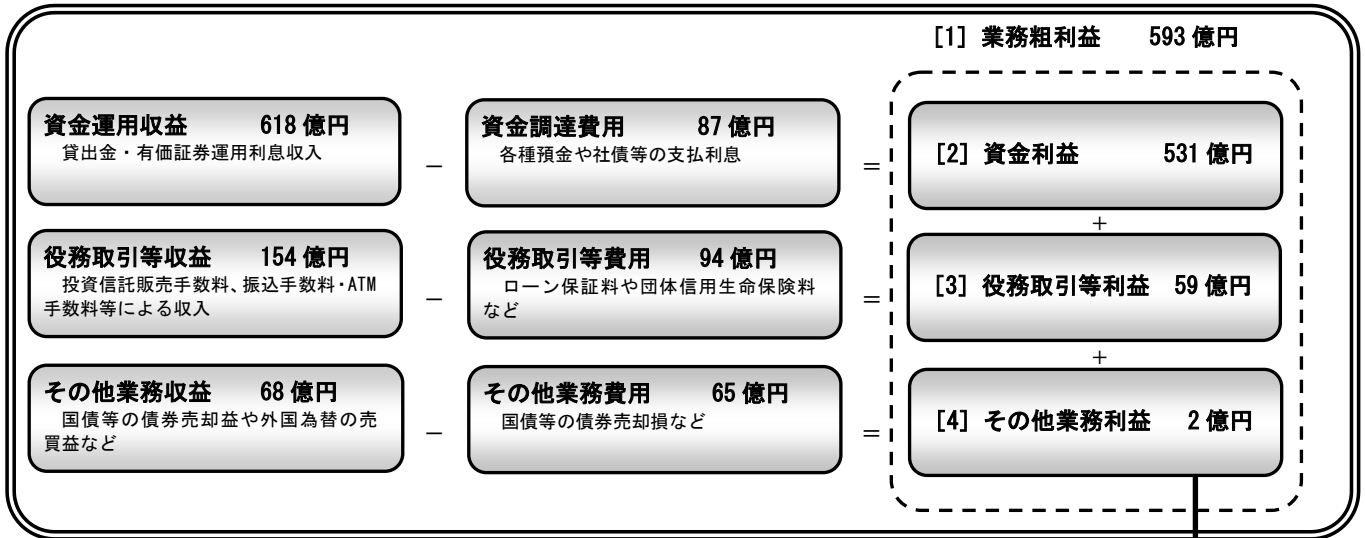 [1] 業務粗利益 593 億円
資金運用収益 618 億円
貸出金・有価証券運用利息収入
－
資金調達費用 87 億円
各種預金や社債等の支払利息
＝
[2] 資金利益 531 億円
＋
役務取引等収益 154 億円
投資信託販売手数料、振込手数料・ATM
手数料等による収入
－
役務取引等費用 94 億円
ローン保証料や団体信用生命保険料
など
＝
[3] 役務取引等利益 59 億円
＋
その他業務収益 68 億円
国債等の債券売却益や外国為替の売
買益など
－
その他業務費用 65 億円
国債等の債券売却損など
＝
[4] その他業務利益 2 億円